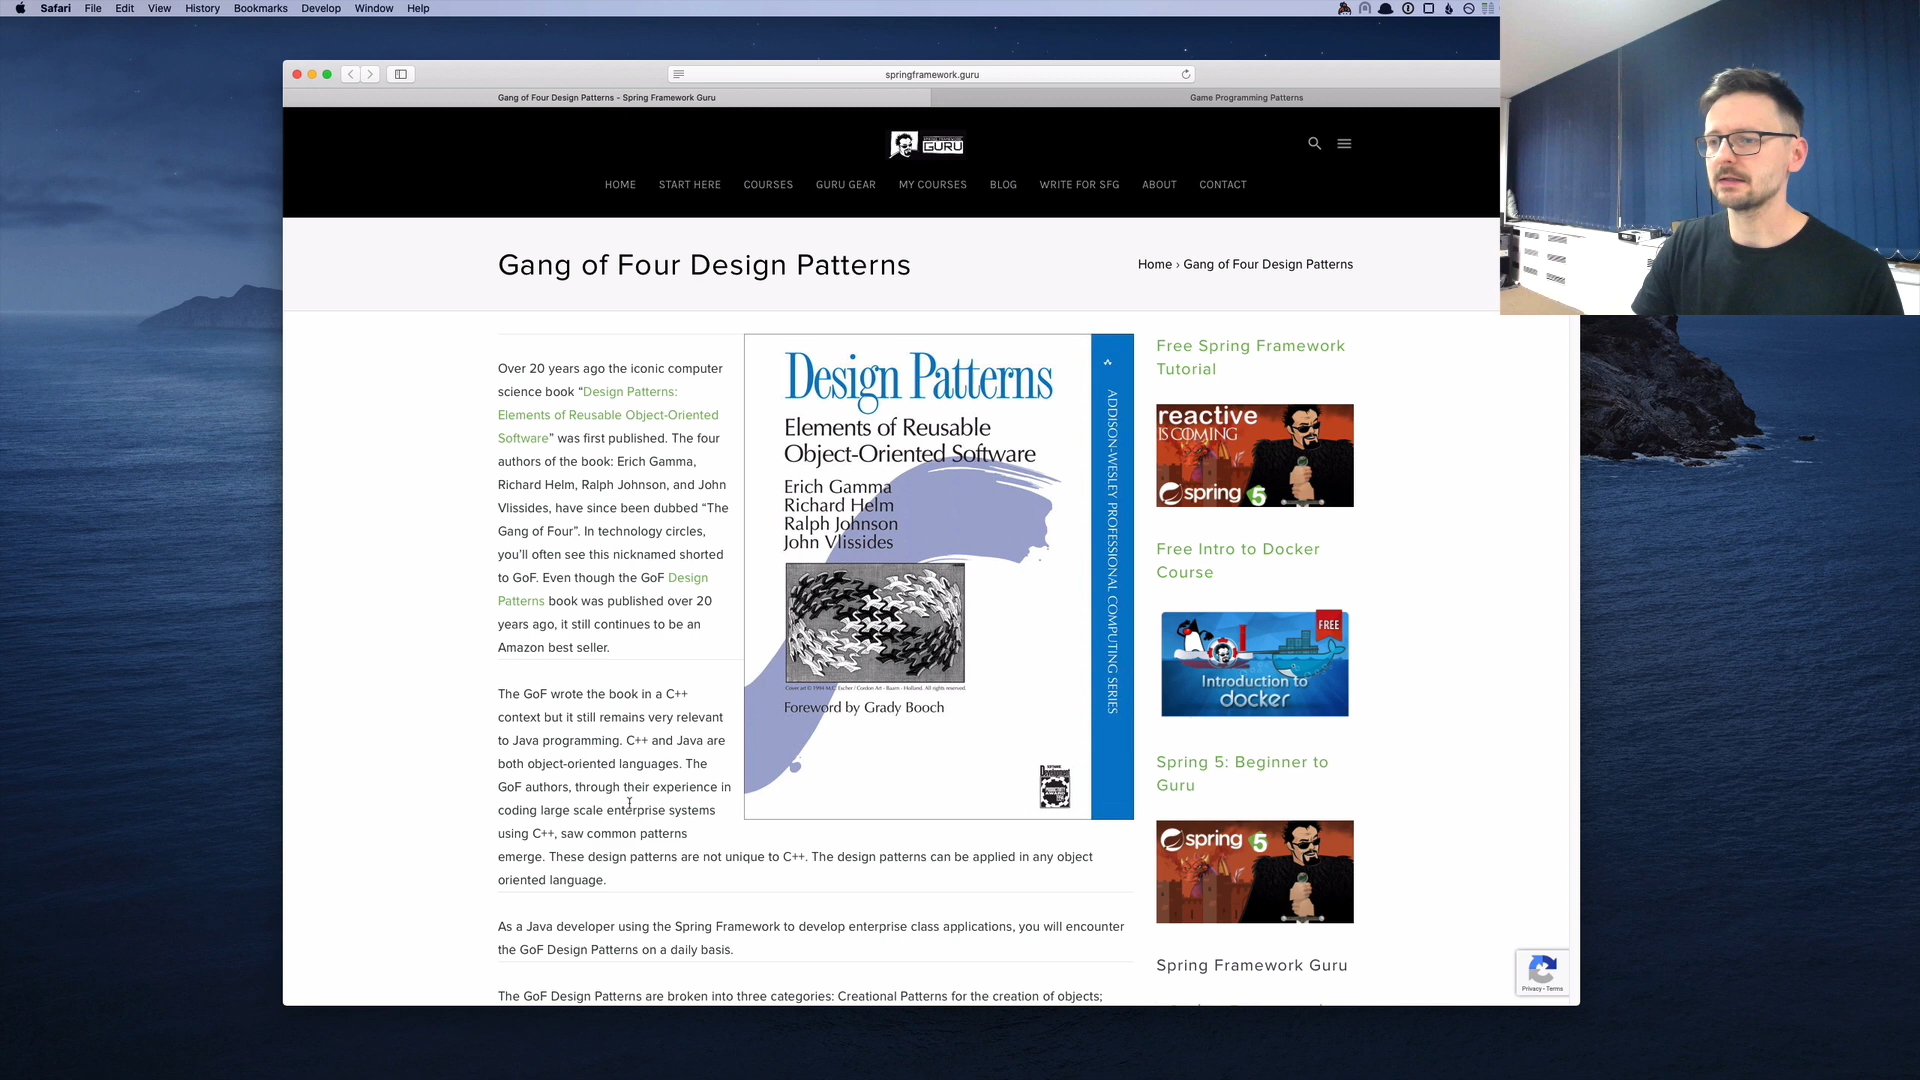 Safari File Edit View History Bookmarks Develop Window Help
springframework.guru
Gang of Four Design Patterns - Spring Framework Guru
Game Programming Patterns
SPRING FRAMEWORK
GURU
HOME START HERE COURSES GURU GEAR MY COURSES BLOG WRITE FOR SFG ABOUT CONTACT
Gang of Four Design Patterns
Home › Gang of Four Design Patterns
Over 20 years ago the iconic computer
science book “Design Patterns:
Elements of Reusable Object-Oriented
Software” was first published. The four
authors of the book: Erich Gamma,
Richard Helm, Ralph Johnson, and John
Vlissides, have since been dubbed “The
Gang of Four”. In technology circles,
you’ll often see this nicknamed shorted
to GoF. Even though the GoF Design
Patterns book was published over 20
years ago, it still continues to be an
Amazon best seller.
The GoF wrote the book in a C++
context but it still remains very relevant
to Java programming. C++ and Java are
both object-oriented languages. The
GoF authors, through their experience in
coding large scale enterprise systems
using C++, saw common patterns
emerge. These design patterns are not unique to C++. The design patterns can be applied in any object
oriented language.
As a Java developer using the Spring Framework to develop enterprise class applications, you will encounter
the GoF Design Patterns on a daily basis.
The GoF Design Patterns are broken into three categories: Creational Patterns for the creation of objects;
Design Patterns
Elements of Reusable
Object-Oriented Software
Erich Gamma
Richard Helm
Ralph Johnson
John Vlissides
Cover art © 1994 M.C. Escher / Cordon Art - Baarn - Holland. All rights reserved.
Foreword by Grady Booch
ADDISON-WESLEY PROFESSIONAL COMPUTING SERIES
Free Spring Framework
Tutorial
reactive
IS COMING
spring 5
Free Intro to Docker
Course
FREE
Introduction to
docker
Spring 5: Beginner to
Guru
spring 5
Spring Framework Guru
Privacy - Terms